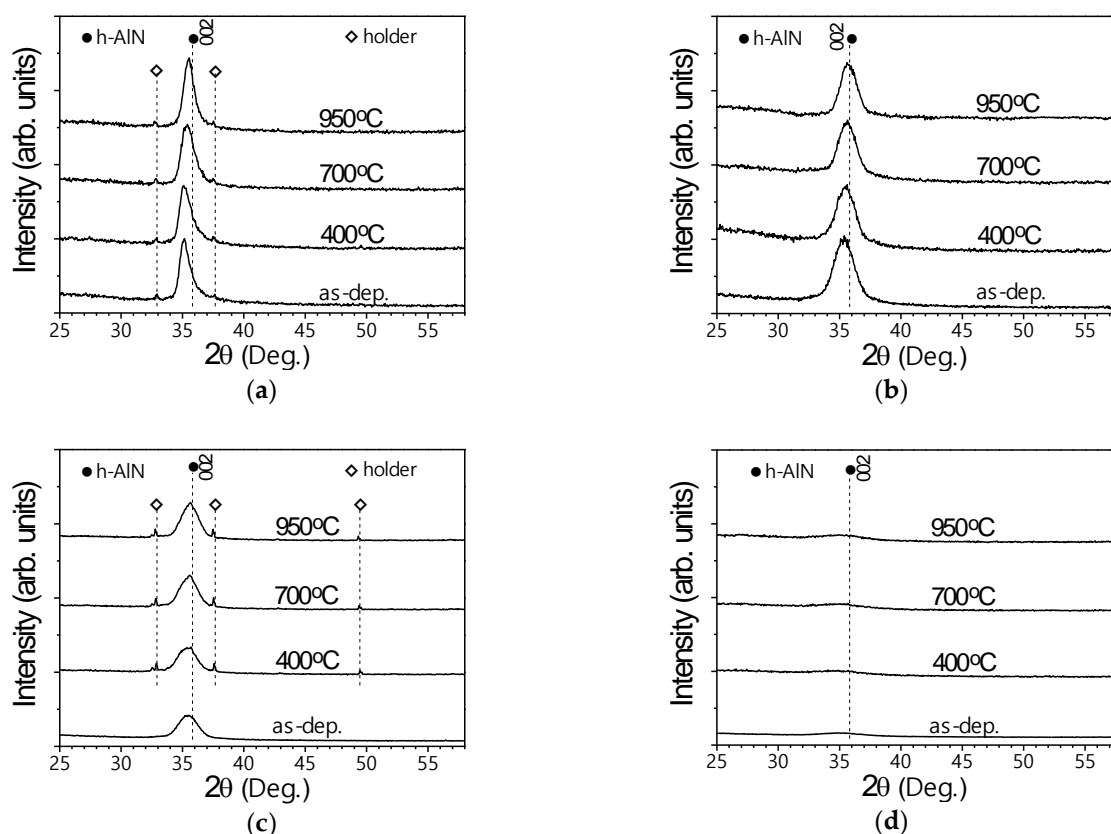 ● h-AlN ● 002 ◇ holder
Intensity (arb. units)
950ºC
700ºC
400ºC
as-dep.
25 30 35 40 45 50 55
2θ (Deg.)
(a)
● h-AlN 002 ●
Intensity (arb. units)
950ºC
700ºC
400ºC
as-dep.
25 30 35 40 45 50 55
2θ (Deg.)
(b)
● h-AlN ● 002 ◇ holder
Intensity (arb. units)
950ºC
700ºC
400ºC
as-dep.
25 30 35 40 45 50 55
2θ (Deg.)
(c)
● h-AlN ● 002
Intensity (arb. units)
950ºC
700ºC
400ºC
as-dep.
25 30 35 40 45 50 55
2θ (Deg.)
(d)